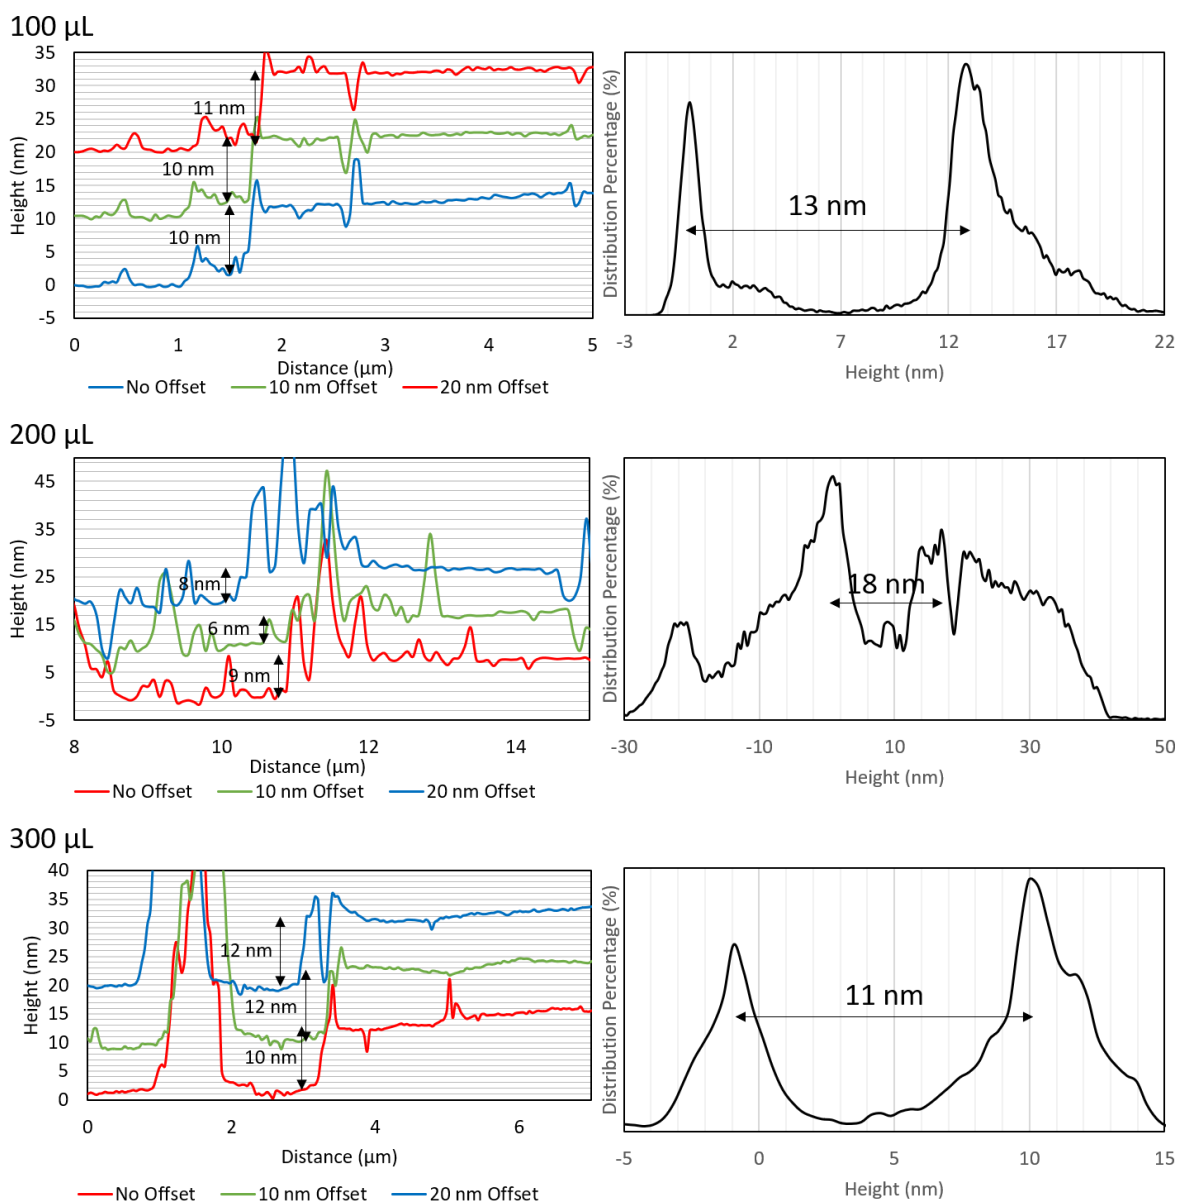 100 µL
Height (nm)
35
30
25
20
15
10
5
0
-5
11 nm
10 nm
10 nm
0 1 2 3 4 5
Distance (µm)
No Offset 10 nm Offset 20 nm Offset
Distribution Percentage (%)
13 nm
-3 2 7 12 17 22
Height (nm)
200 µL
Height (nm)
45
35
25
15
5
-5
8 nm
6 nm
9 nm
8 10 12 14
Distance (µm)
No Offset 10 nm Offset 20 nm Offset
Distribution Percentage (%)
18 nm
-30 -10 10 30 50
Height (nm)
300 µL
Height (nm)
40
35
30
25
20
15
10
5
0
12 nm
12 nm
10 nm
0 2 4 6
Distance (µm)
No Offset 10 nm Offset 20 nm Offset
Distribution Percentage (%)
11 nm
-5 0 5 10 15
Height (nm)